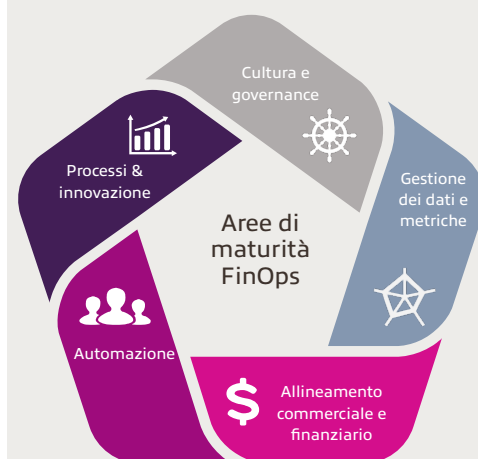 Cultura e
governance
Processi &
innovazione
Gestione
dei dati e
metriche
Aree di
maturità
FinOps
Automazione
Allineamento
commerciale e
finanziario